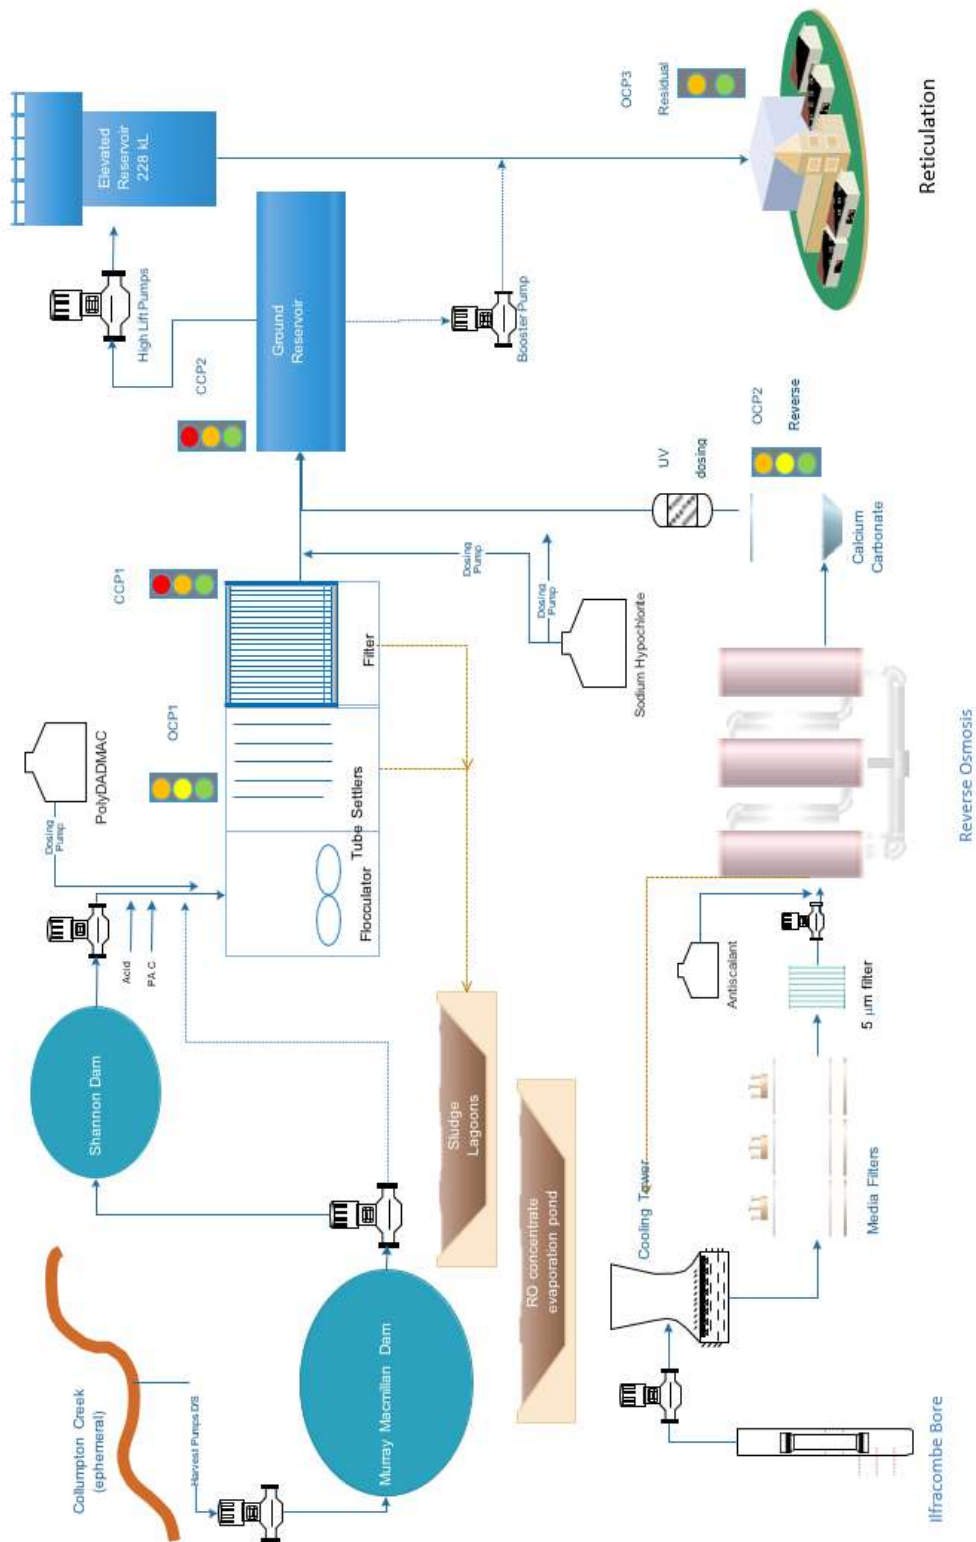 Collumpton Creek
(ephemeral)
Harvest Pumps D/S
Murray Macmillan Dam
Shannon Dam
Acid
PAC
Dosing
Pump
PolyDADMAC
Flocculator
Tube Settlers
Filter
OCP1
CCP1
CCP2
High Lift Pumps
Elevated
Reservoir
228 kL
Ground
Reservoir
Booster Pump
Sludge
Lagoons
RO concentrate
evaporation pond
Dosing
Pump
Dosing
Pump
Sodium Hypochlorite
UV
dosing
OCP2
Reverse
OCP3
Residual
Reticulation
Ilfracombe Bore
Cooling Tower
Media Filters
5 µm filter
Antiscalant
Reverse Osmosis
Calcium
Carbonate